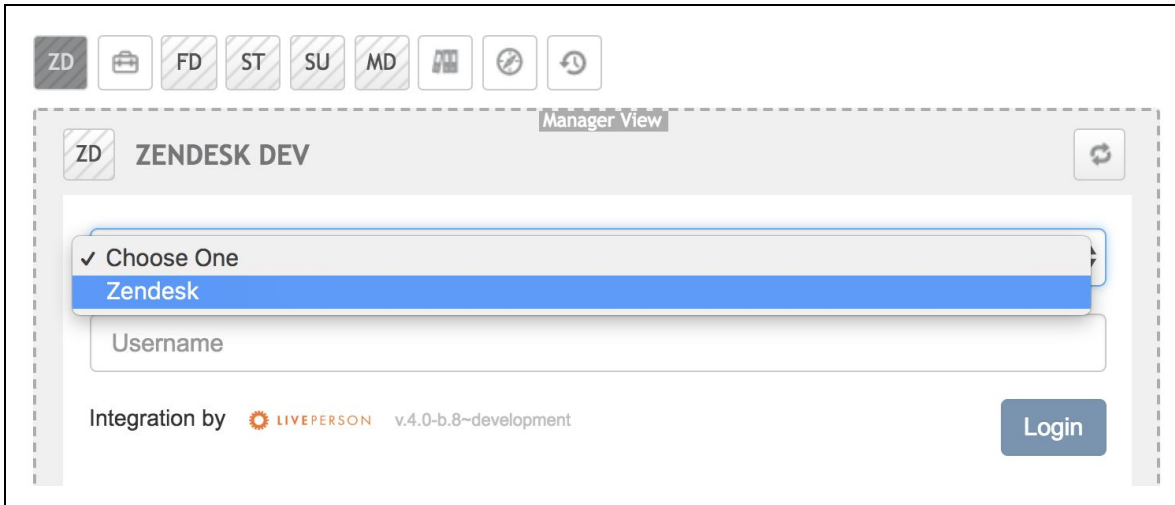 ZD FD ST SU MD
Manager View
ZD ZENDESK DEV
✓ Choose One
Zendesk
Username
Integration by LIVEPERSON v.4.0-b.8~development
Login